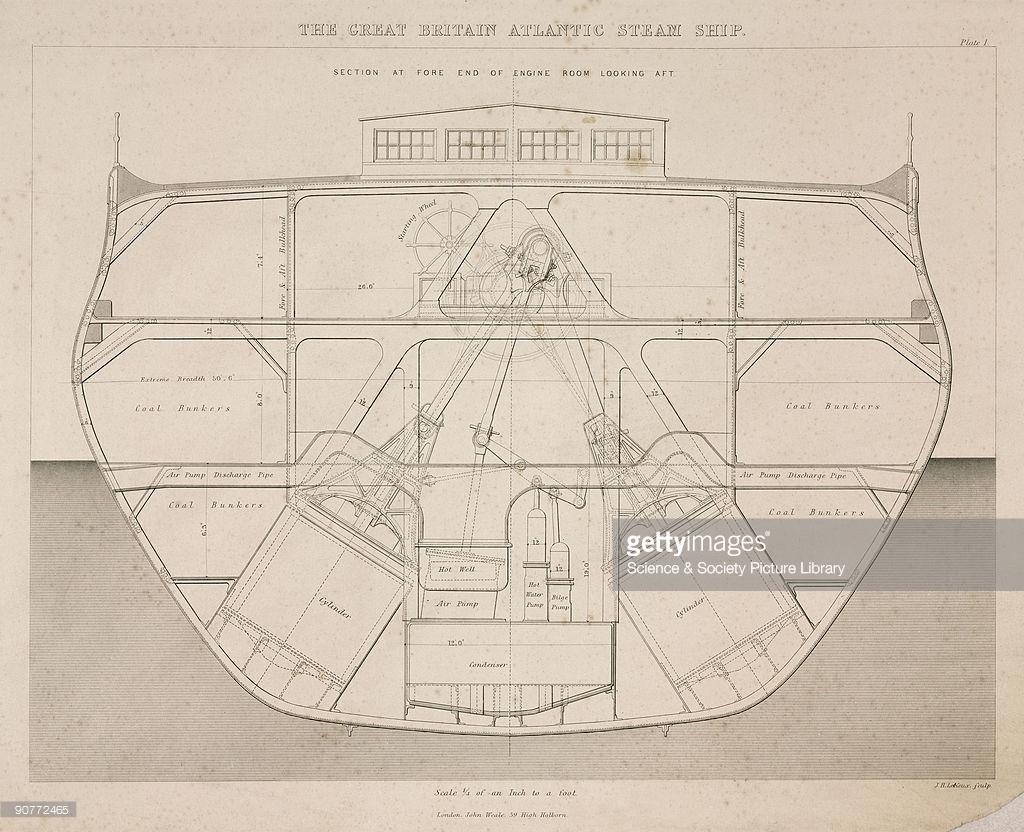 THE GREAT BRITAIN ATLANTIC STEAM SHIP.
Plate 1.
SECTION AT FORE END OF ENGINE ROOM LOOKING AFT.
Starting Wheel
Fore & Aft Bulkhead
Fore & Aft Bulkhead
7.4"
26.0"
Extreme Breadth 50'. 6"
8.0"
Coal Bunkers
Coal Bunkers
Air Pump Discharge Pipe
Air Pump Discharge Pipe
Coal Bunkers
Coal Bunkers
gettyimages®
Science & Society Picture Library
Hot Well
Air Pump
Hot Water Pump
Bilge Pump
19.0"
Cylinder
Cylinder
12.0"
Condenser
Scale ¼ of an Inch to a foot.
J.H. Le Keux, sculp.
London, John Weale, 59 High Holborn.
90772465